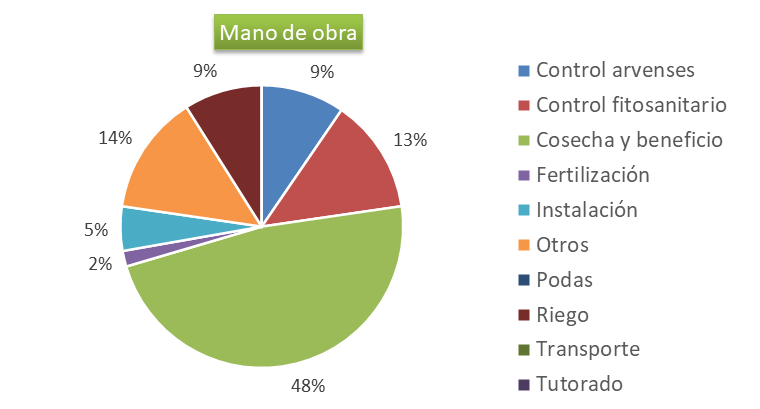 Mano de obra
9%
9%
13%
14%
5%
2%
48%
Control arvenses
Control fitosanitario
Cosecha y beneficio
Fertilización
Instalación
Otros
Podas
Riego
Transporte
Tutorado